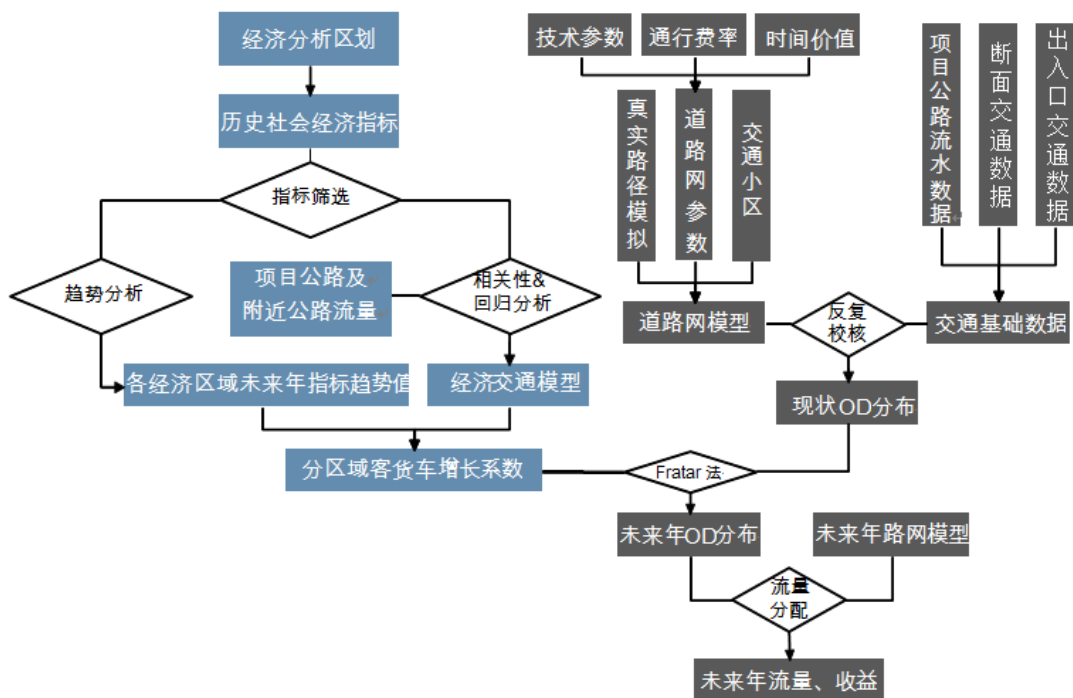 经济分析区划
历史社会经济指标
指标筛选
趋势分析
项目公路及
附近公路流量
相关性&
回归分析
各经济区域未来年指标趋势值
经济交通模型
分区域客货车增长系数
技术参数
通行费率
时间价值
真实路径模拟
道路网参数
交通小区
道路网模型
项目公路流水数据
断面交通数据
出入口交通数据
反复
校核
交通基础数据
现状OD分布
Fratar 法
未来年OD分布
未来年路网模型
流量
分配
未来年流量、收益